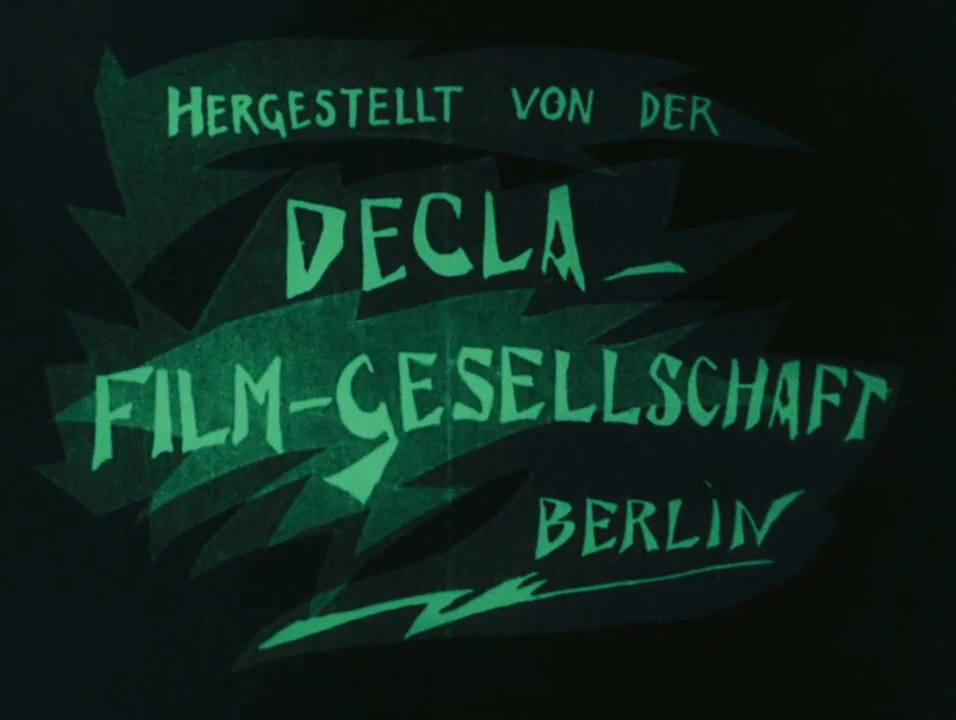 HERGESTELLT VON DER
DECLA -
FILM-GESELLSCHAFT
BERLIN